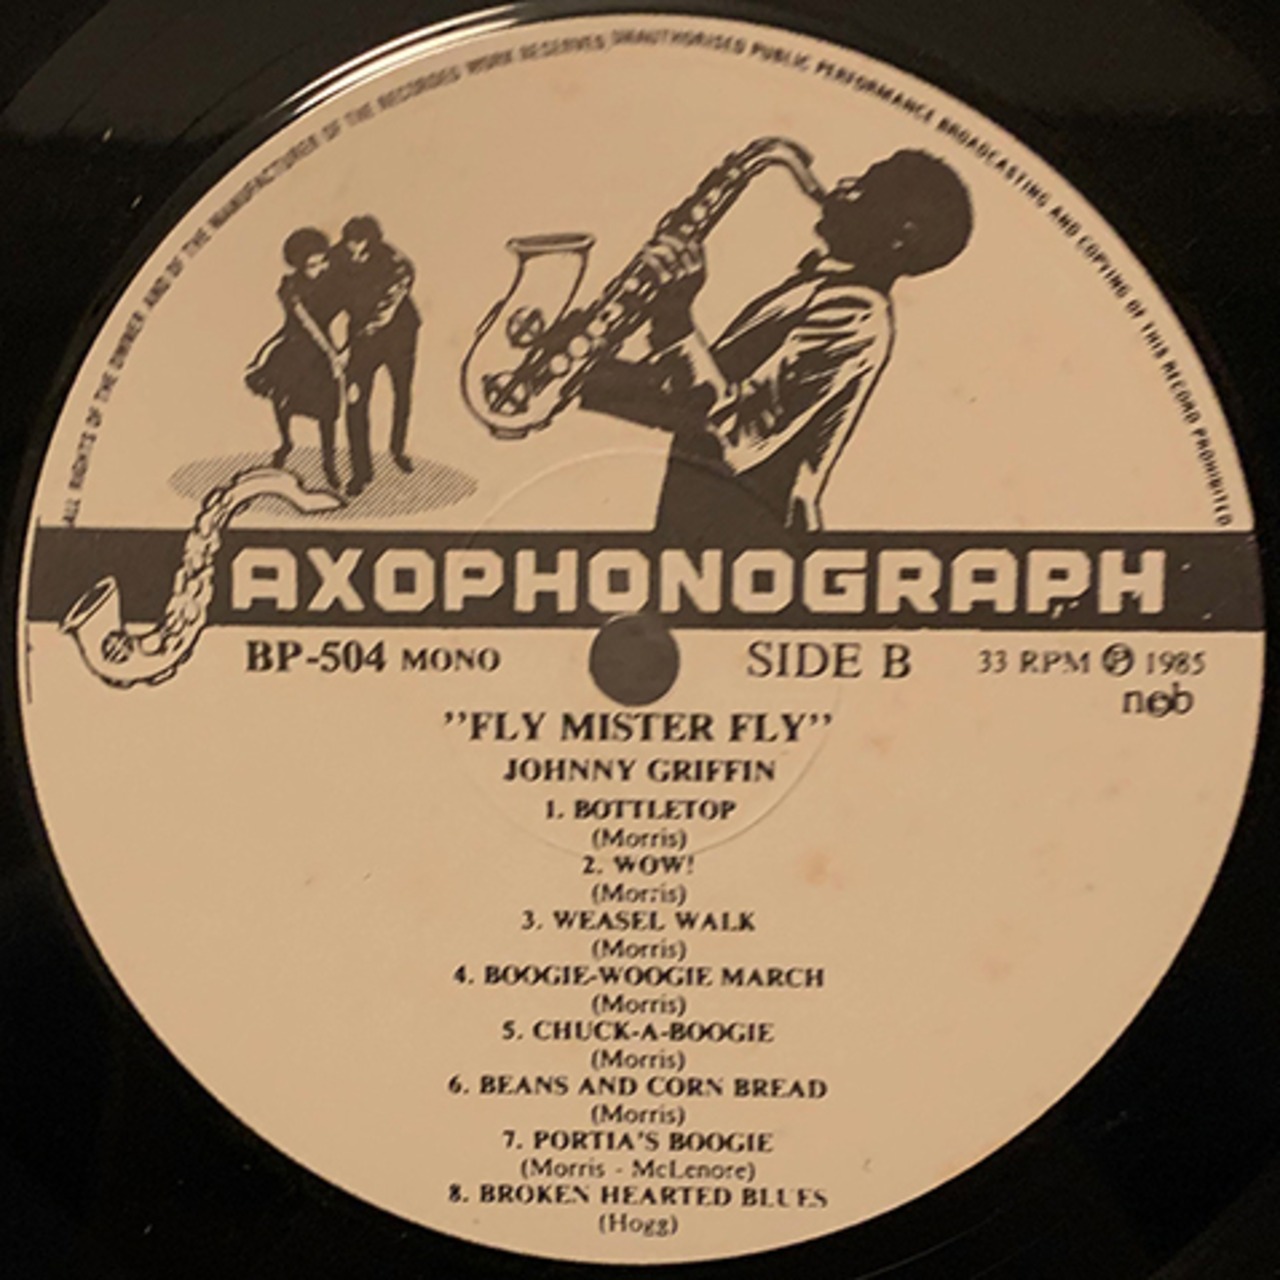 ALL RIGHTS OF THE OWNER AND OF THE MANUFACTURER OF THE RECORDED WORK RESERVED UNAUTHORISED PUBLIC PERFORMANCE BROADCASTING AND COPYING OF THIS RECORD PROHIBITED
SAXOPHONOGRAPH
BP-504 MONO SIDE B 33 RPM ℗ 1985
ncb
"FLY MISTER FLY"
JOHNNY GRIFFIN
1. BOTTLETOP
(Morris)
2. WOW!
(Morris)
3. WEASEL WALK
(Morris)
4. BOOGIE-WOOGIE MARCH
(Morris)
5. CHUCK-A-BOOGIE
(Morris)
6. BEANS AND CORN BREAD
(Morris)
7. PORTIA'S BOOGIE
(Morris - McLenore)
8. BROKEN HEARTED BLUES
(Hogg)